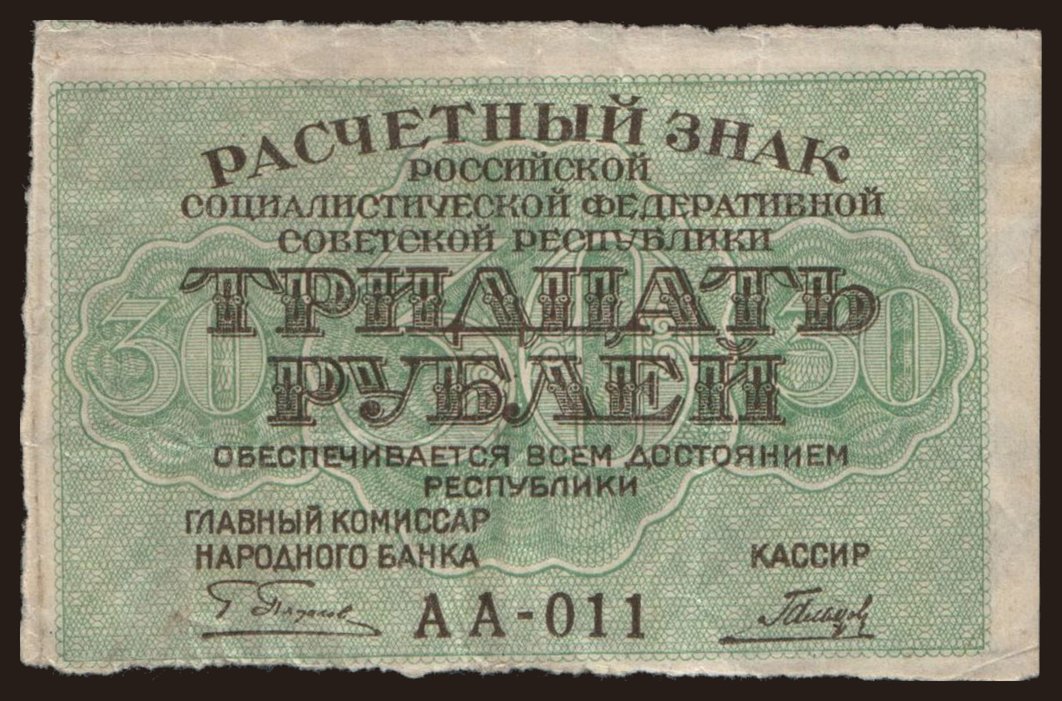 РАСЧЕТНЫЙ ЗНАК
РОССИЙСКОЙ
СОЦИАЛИСТИЧЕСКОЙ ФЕДЕРАТИВНОЙ
СОВЕТСКОЙ РЕСПУБЛИКИ
ТРИДЦАТЬ
РУБЛЕЙ
30 30 30
ОБЕСПЕЧИВАЕТСЯ ВСЕМ ДОСТОЯНИЕМ
РЕСПУБЛИКИ
ГЛАВНЫЙ КОМИССАР
НАРОДНОГО БАНКА
КАССИР
АА-011